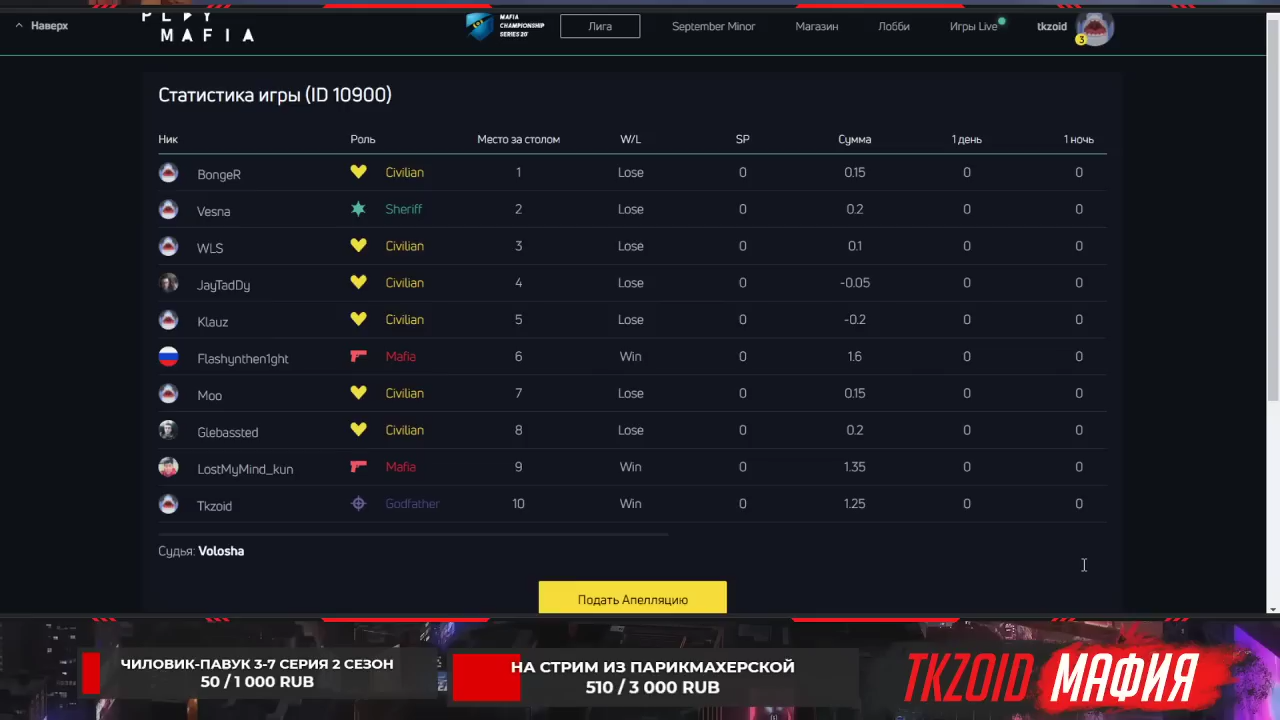 Наверх
PLAY
MAFIA
MAFIA
CHAMPIONSHIP
SERIES 20'
Лига
September Minor
Магазин
Лобби
Игры Live
tkzoid
3
Статистика игры (ID 10900)
Ник Роль Место за столом W/L SP Сумма 1 день 1 ночь
BongeR Civilian 1 Lose 0 0.15 0 0
Vesna Sheriff 2 Lose 0 0.2 0 0
WLS Civilian 3 Lose 0 0.1 0 0
JayTadDy Civilian 4 Lose 0 -0.05 0 0
Klauz Civilian 5 Lose 0 -0.2 0 0
Flashynthen1ght Mafia 6 Win 0 1.6 0 0
Moo Civilian 7 Lose 0 0.15 0 0
Glebassted Civilian 8 Lose 0 0.2 0 0
LostMyMind_kun Mafia 9 Win 0 1.35 0 0
Tkzoid Godfather 10 Win 0 1.25 0 0
Судья: Volosha
Подать Апелляцию
ЧИЛОВИК-ПАВУК 3-7 СЕРИЯ 2 СЕЗОН
50 / 1 000 RUB
НА СТРИМ ИЗ ПАРИКМАХЕРСКОЙ
510 / 3 000 RUB
TKZOID МАФИЯ